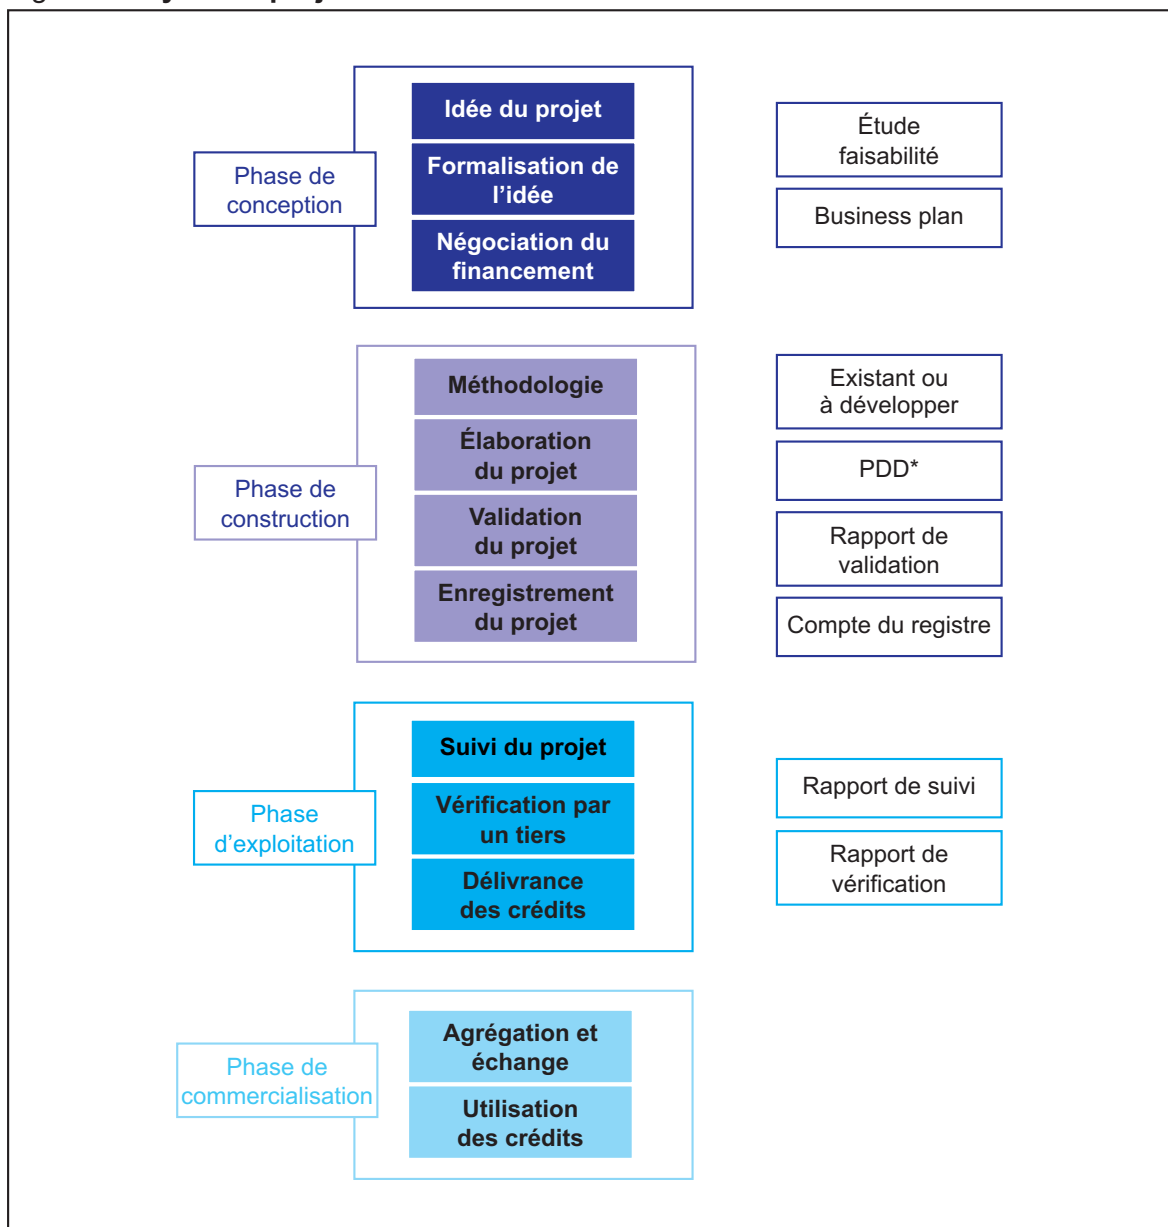 Phase de
conception
Idée du projet
Formalisation de
l’idée
Négociation du
financement
Étude
faisabilité
Business plan
Phase de
construction
Méthodologie
Élaboration
du projet
Validation
du projet
Enregistrement
du projet
Existant ou
à développer
PDD*
Rapport de
validation
Compte du registre
Phase
d’exploitation
Suivi du projet
Vérification par
un tiers
Délivrance
des crédits
Rapport de suivi
Rapport de
vérification
Phase de
commercialisation
Agrégation et
échange
Utilisation
des crédits